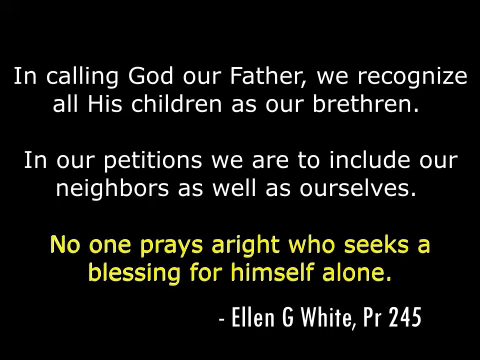 In calling God our Father, we recognize
all His children as our brethren.
In our petitions we are to include our
neighbors as well as ourselves.
No one prays aright who seeks a
blessing for himself alone.
- Ellen G White, Pr 245